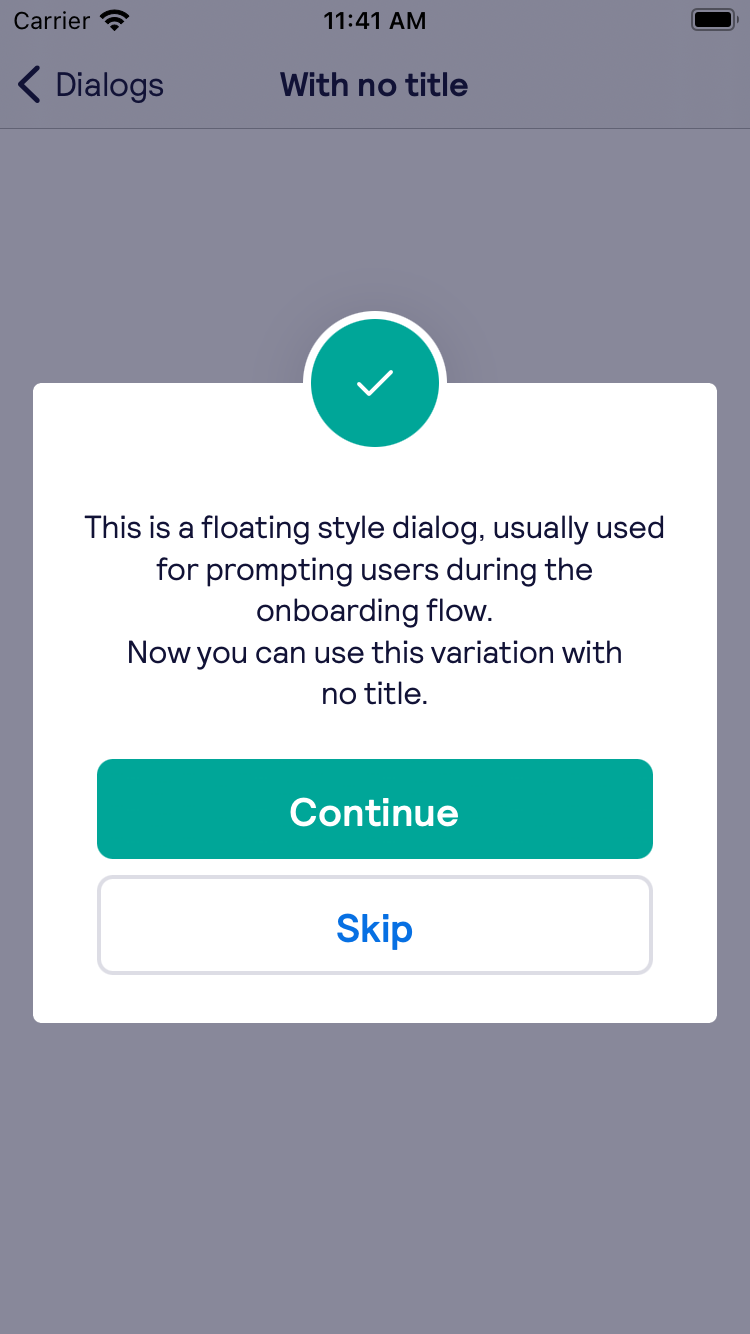 Carrier 11:41 AM
Dialogs With no title
This is a floating style dialog, usually used
for prompting users during the
onboarding flow.
Now you can use this variation with
no title.
Continue
Skip